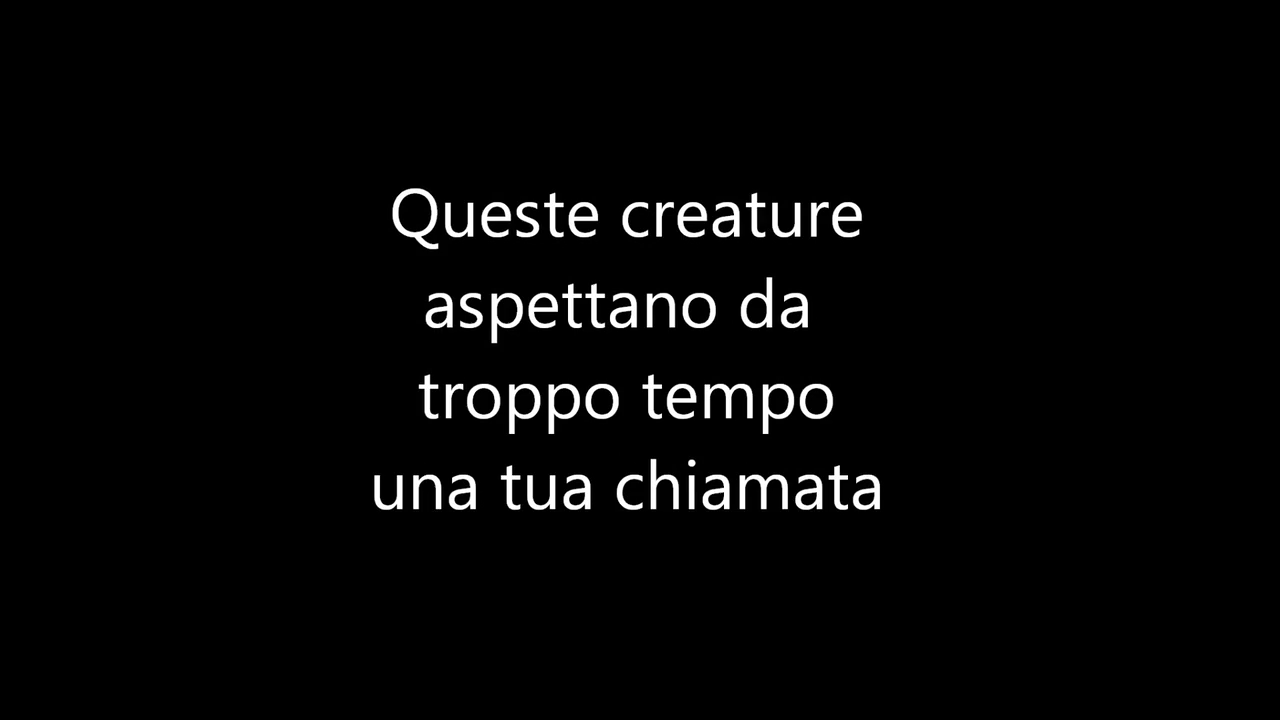 Queste creature
aspettano da
troppo tempo
una tua chiamata